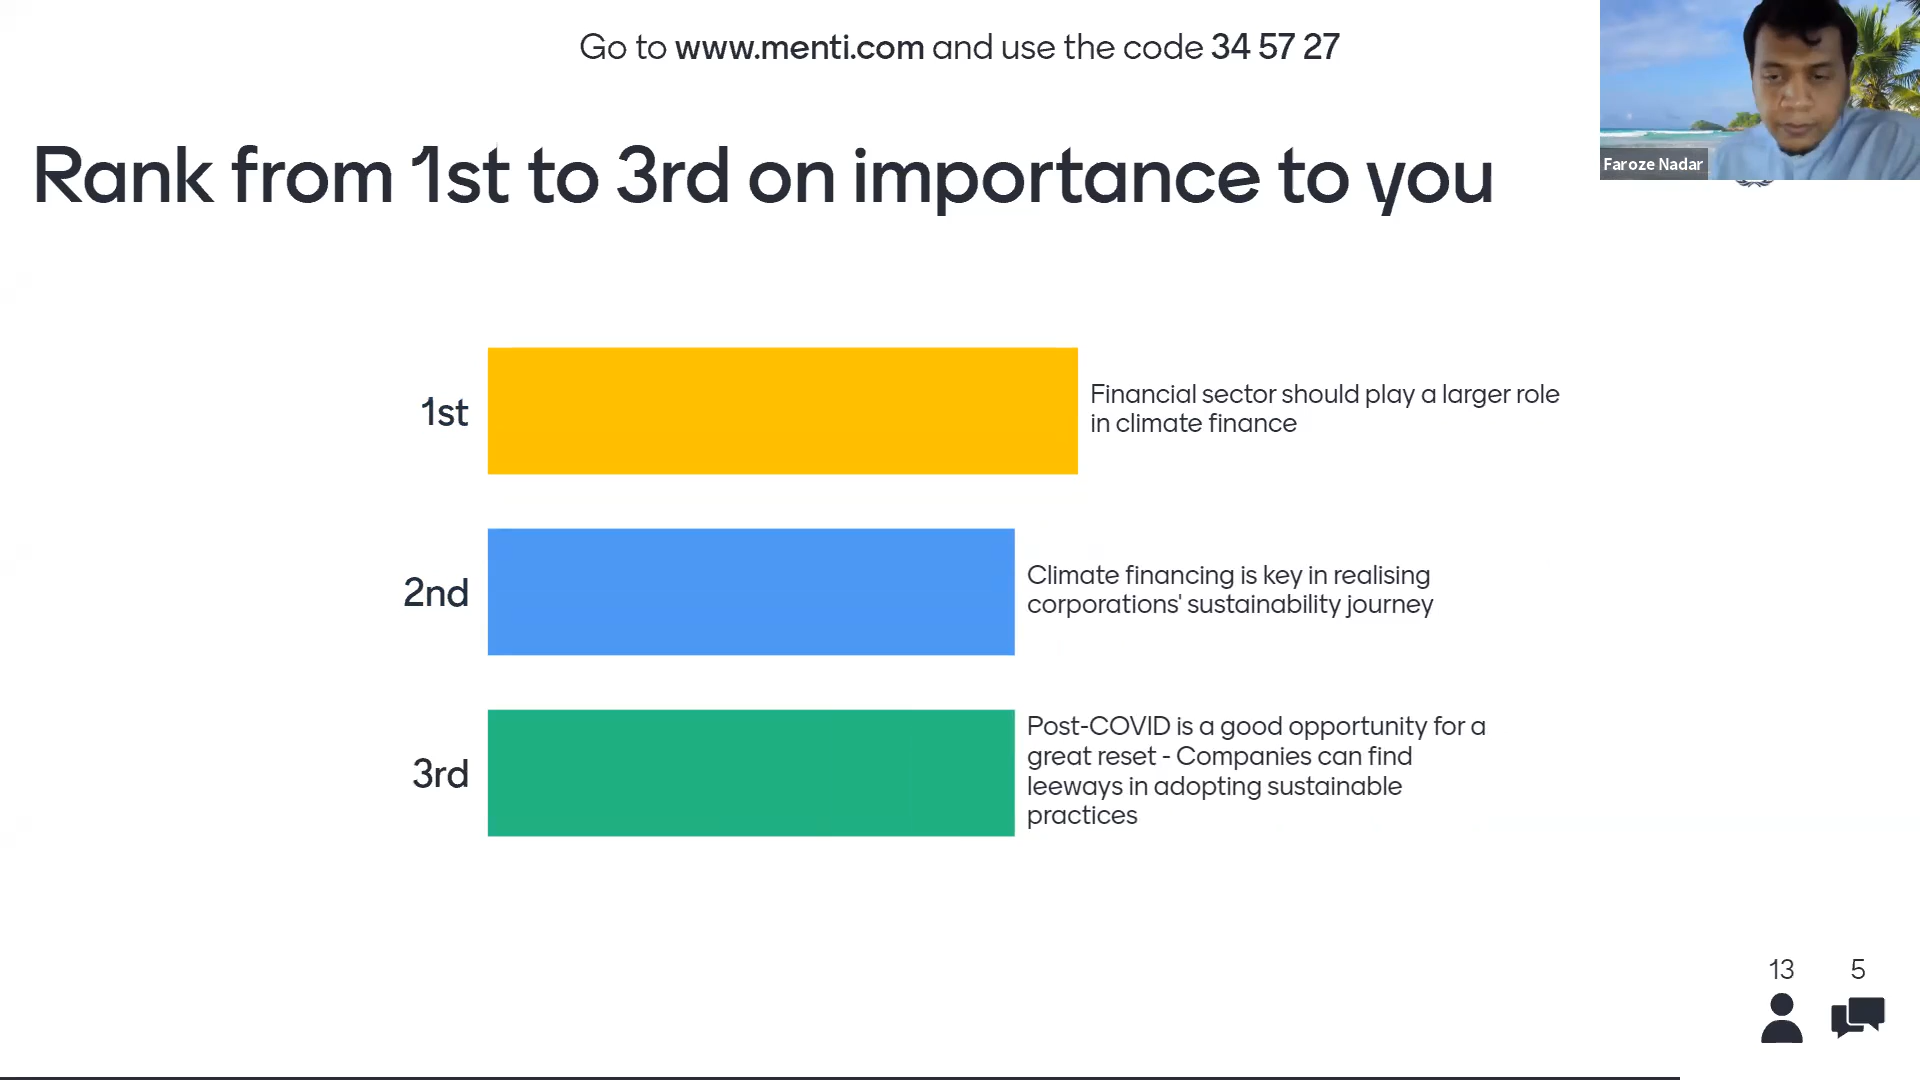 Go to www.menti.com and use the code 34 57 27
Rank from 1st to 3rd on importance to you
Faroze Nadar
1st
Financial sector should play a larger role
in climate finance
2nd
Climate financing is key in realising
corporations' sustainability journey
3rd
Post-COVID is a good opportunity for a
great reset - Companies can find
leeways in adopting sustainable
practices
13
5